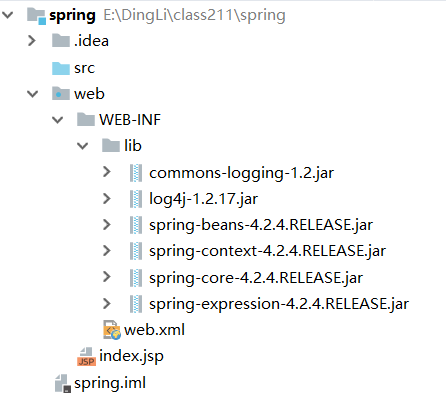 spring E:\DingLi\class211\spring
.idea
src
web
WEB-INF
lib
commons-logging-1.2.jar
log4j-1.2.17.jar
spring-beans-4.2.4.RELEASE.jar
spring-context-4.2.4.RELEASE.jar
spring-core-4.2.4.RELEASE.jar
spring-expression-4.2.4.RELEASE.jar
web.xml
JSP index.jsp
spring.iml